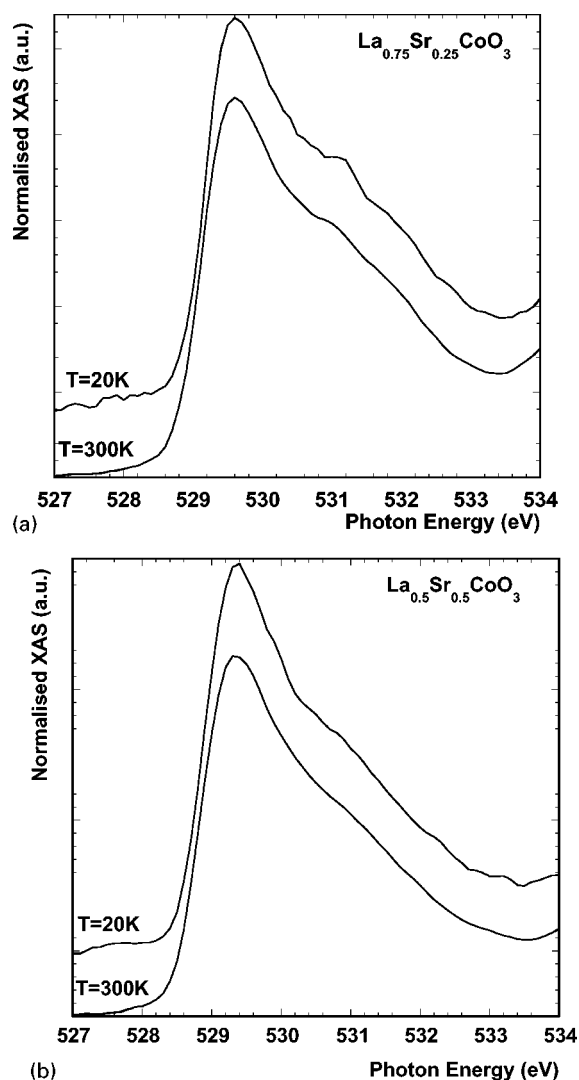 La0.75Sr0.25CoO3
Normalised XAS (a.u.)
T=20K
T=300K
527 528 529 530 531 532 533 534
(a)
Photon Energy (eV)
La0.5Sr0.5CoO3
Normalised XAS (a.u.)
T=20K
T=300K
527 528 529 530 531 532 533 534
(b)
Photon Energy (eV)